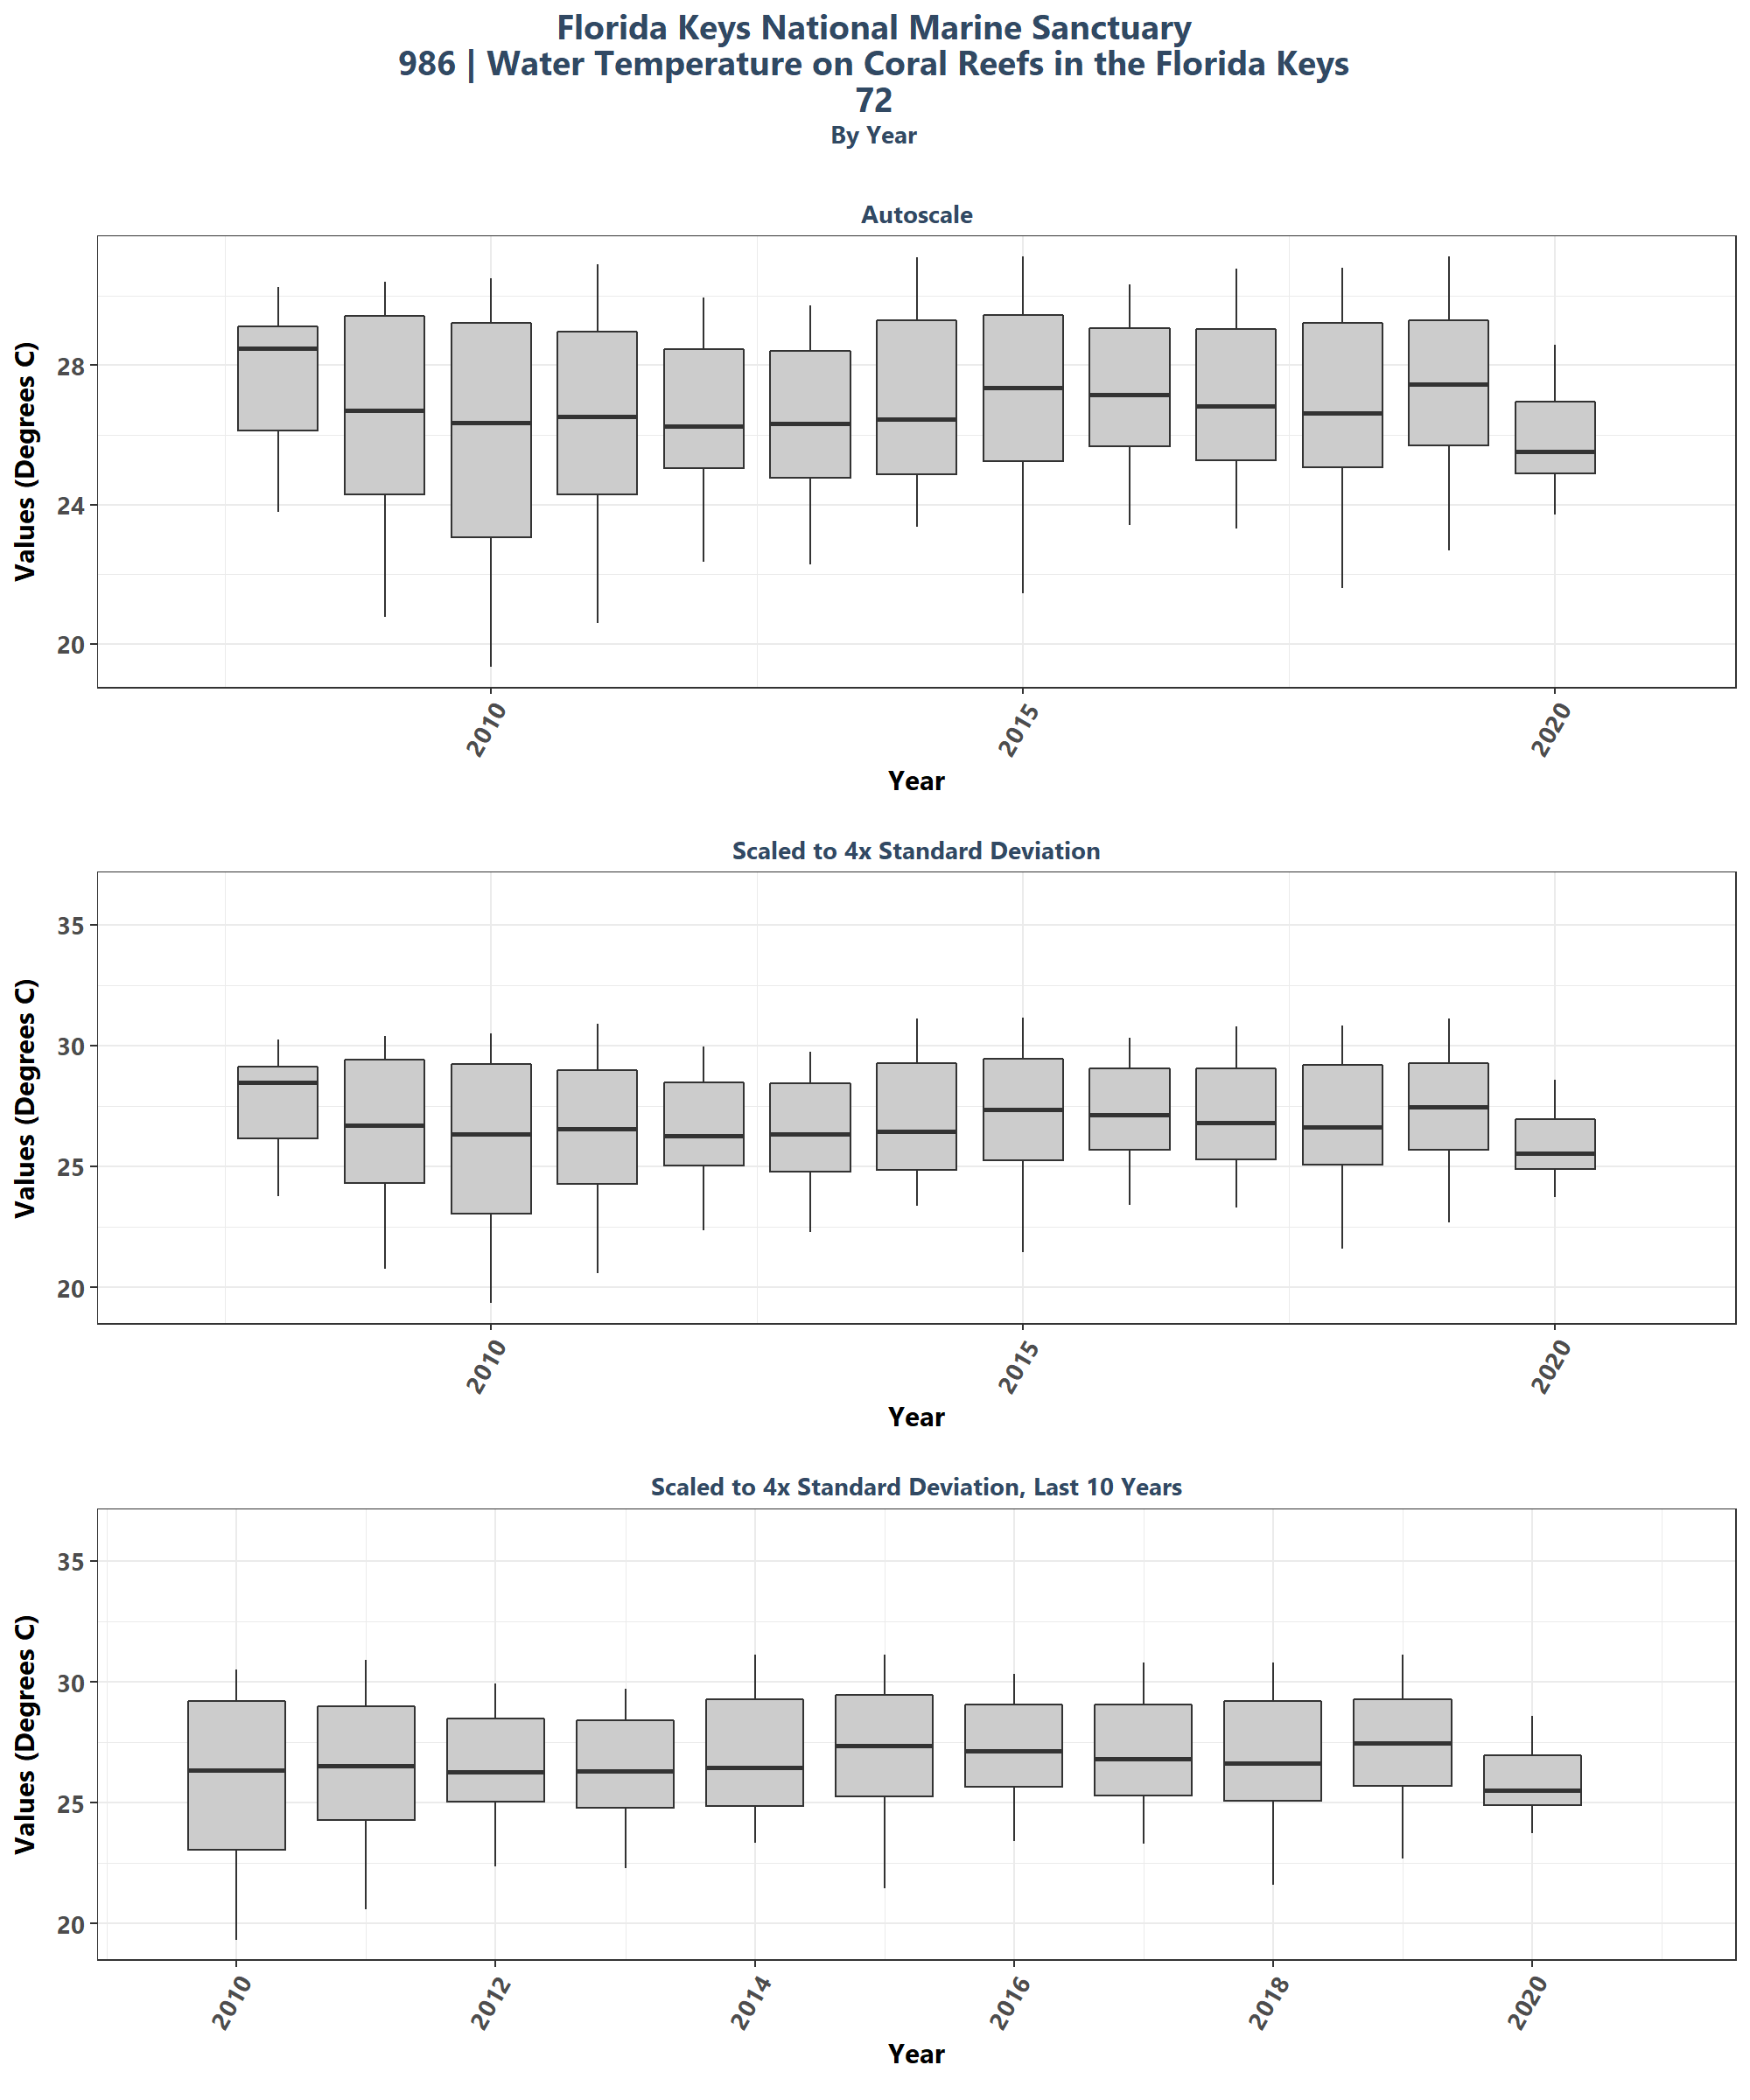 Florida Keys National Marine Sanctuary
986 | Water Temperature on Coral Reefs in the Florida Keys
72
By Year
Autoscale
Values (Degrees C)
28
24
20
2010
2015
2020
Year
Scaled to 4x Standard Deviation
Values (Degrees C)
35
30
25
20
2010
2015
2020
Year
Scaled to 4x Standard Deviation, Last 10 Years
Values (Degrees C)
35
30
25
20
2010
2012
2014
2016
2018
2020
Year